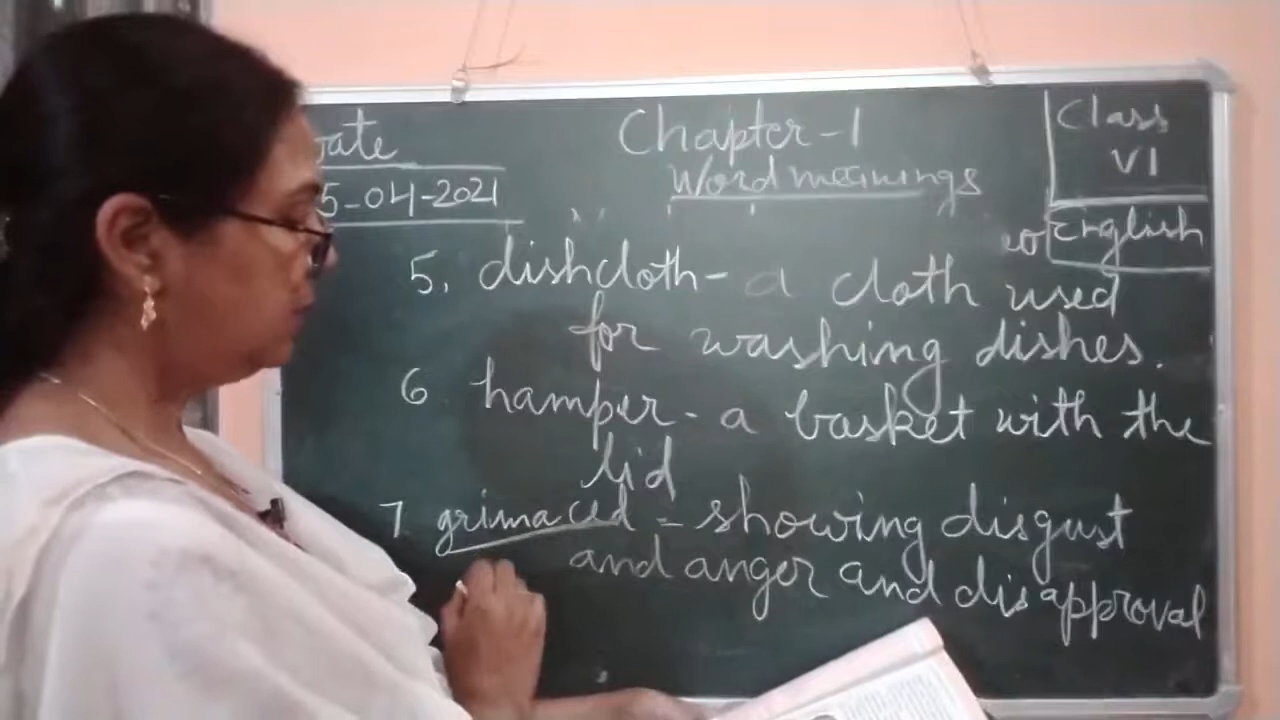 Date
5-04-2021
Chapter-1
Word meanings
Class
VI
English
5. dishcloth - a cloth used
for washing dishes.
6 hamper - a basket with the
lid
7. grimaced = showing disgust
and anger and disapproval